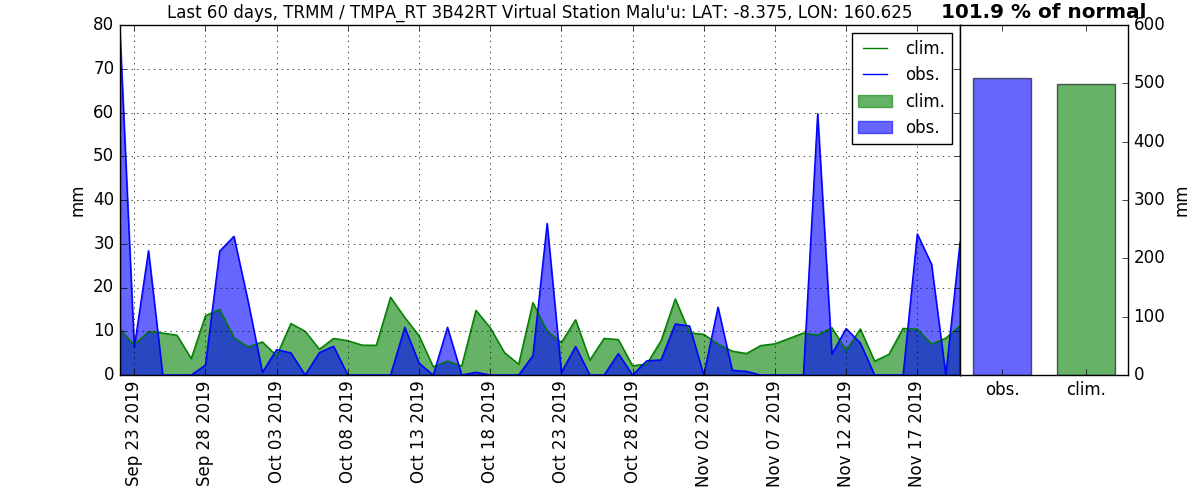 Last 60 days, TRMM / TMPA_RT 3B42RT Virtual Station Malu'u: LAT: -8.375, LON: 160.625
101.9 % of normal
80
70
60
50
40
30
20
10
0
mm
clim.
obs.
clim.
obs.
600
500
400
300
200
100
0
mm
Sep 23 2019
Sep 28 2019
Oct 03 2019
Oct 08 2019
Oct 13 2019
Oct 18 2019
Oct 23 2019
Oct 28 2019
Nov 02 2019
Nov 07 2019
Nov 12 2019
Nov 17 2019
obs.
clim.